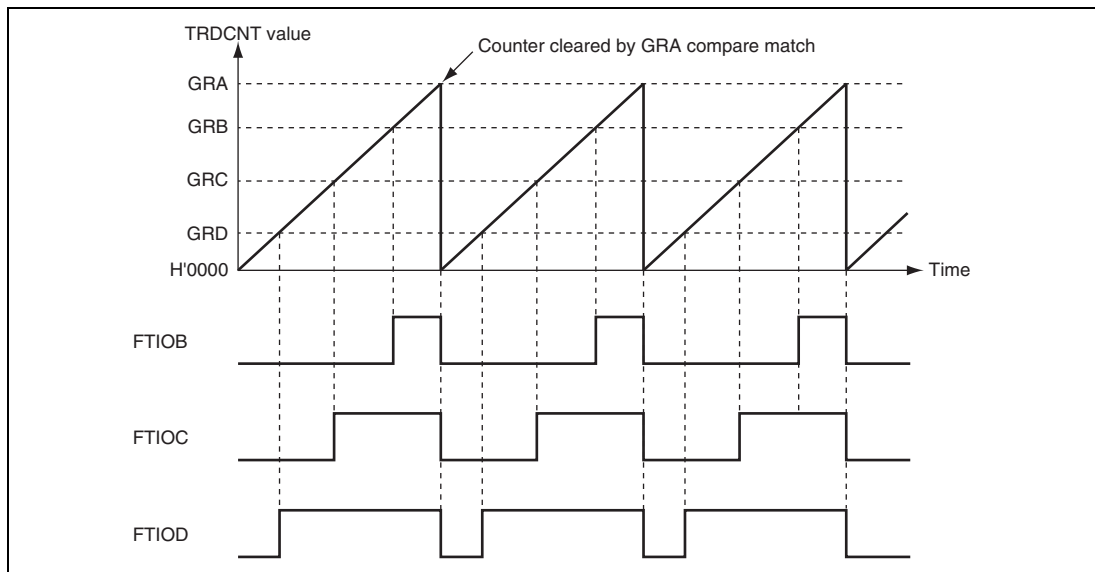 TRDCNT value
Counter cleared by GRA compare match
GRA
GRB
GRC
GRD
H'0000
Time
FTIOB
FTIOC
FTIOD